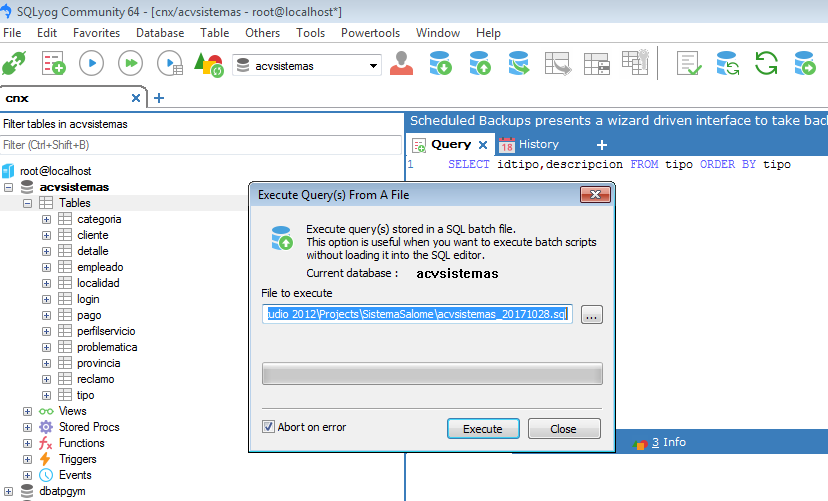 SQLyog Community 64 - [cnx/acvsistemas - root@localhost*]
File Edit Favorites Database Table Others Tools Powertools Window Help
acvsistemas
cnx
Filter tables in acvsistemas
Filter (Ctrl+Shift+B)
root@localhost
acvsistemas
Tables
categoria
cliente
detalle
empleado
localidad
login
pago
perfilservicio
problematica
provincia
reclamo
tipo
Views
Stored Procs
Functions
Triggers
Events
dbatpgym
Scheduled Backups presents a wizard driven interface to take bac
Query 18 History
1 SELECT idtipo,descripcion FROM tipo ORDER BY tipo
Execute Query(s) From A File
Execute query(s) stored in a SQL batch file.
This option is useful when you want to execute batch scripts
without loading it into the SQL editor.
Current database : acvsistemas
File to execute
udio 2012\Projects\SistemaSalome\acvsistemas_20171028.sql
...
Abort on error
Execute Close
3 Info